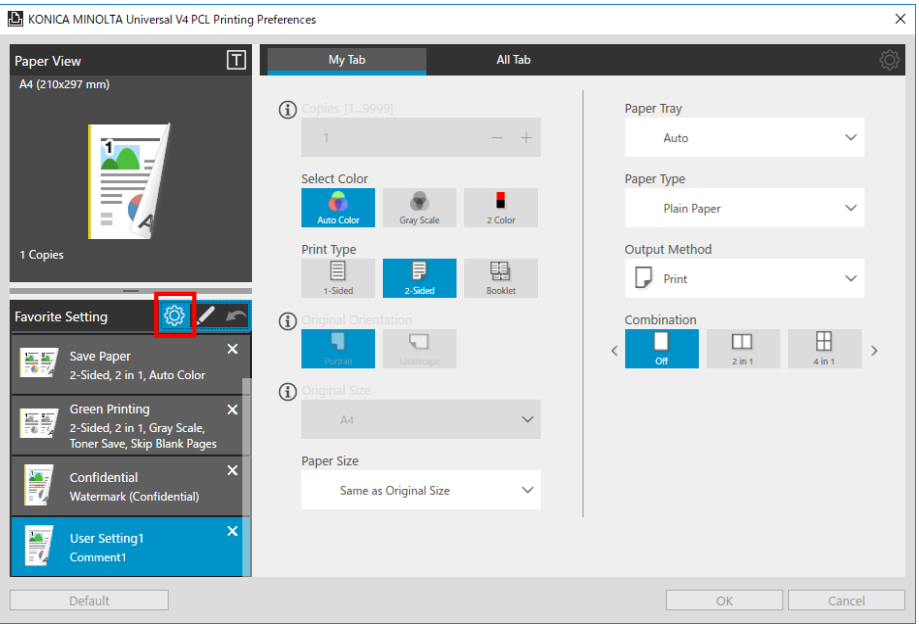 KONICA MINOLTA Universal V4 PCL Printing Preferences
Paper View
T
A4 (210x297 mm)
1
A
1 Copies
Favorite Setting
Save Paper
2-Sided, 2 in 1, Auto Color
Green Printing
2-Sided, 2 in 1, Gray Scale,
Toner Save, Skip Blank Pages
Confidential
Watermark (Confidential)
User Setting1
Comment1
My Tab
All Tab
Copies [1...9999]
1
Select Color
Auto Color
Gray Scale
2 Color
Print Type
1-Sided
2-Sided
Booklet
Original Orientation
Portrait
Landscape
Original Size
A4
Paper Size
Same as Original Size
Paper Tray
Auto
Paper Type
Plain Paper
Output Method
Print
Combination
Off
2 in 1
4 in 1
Default
OK
Cancel